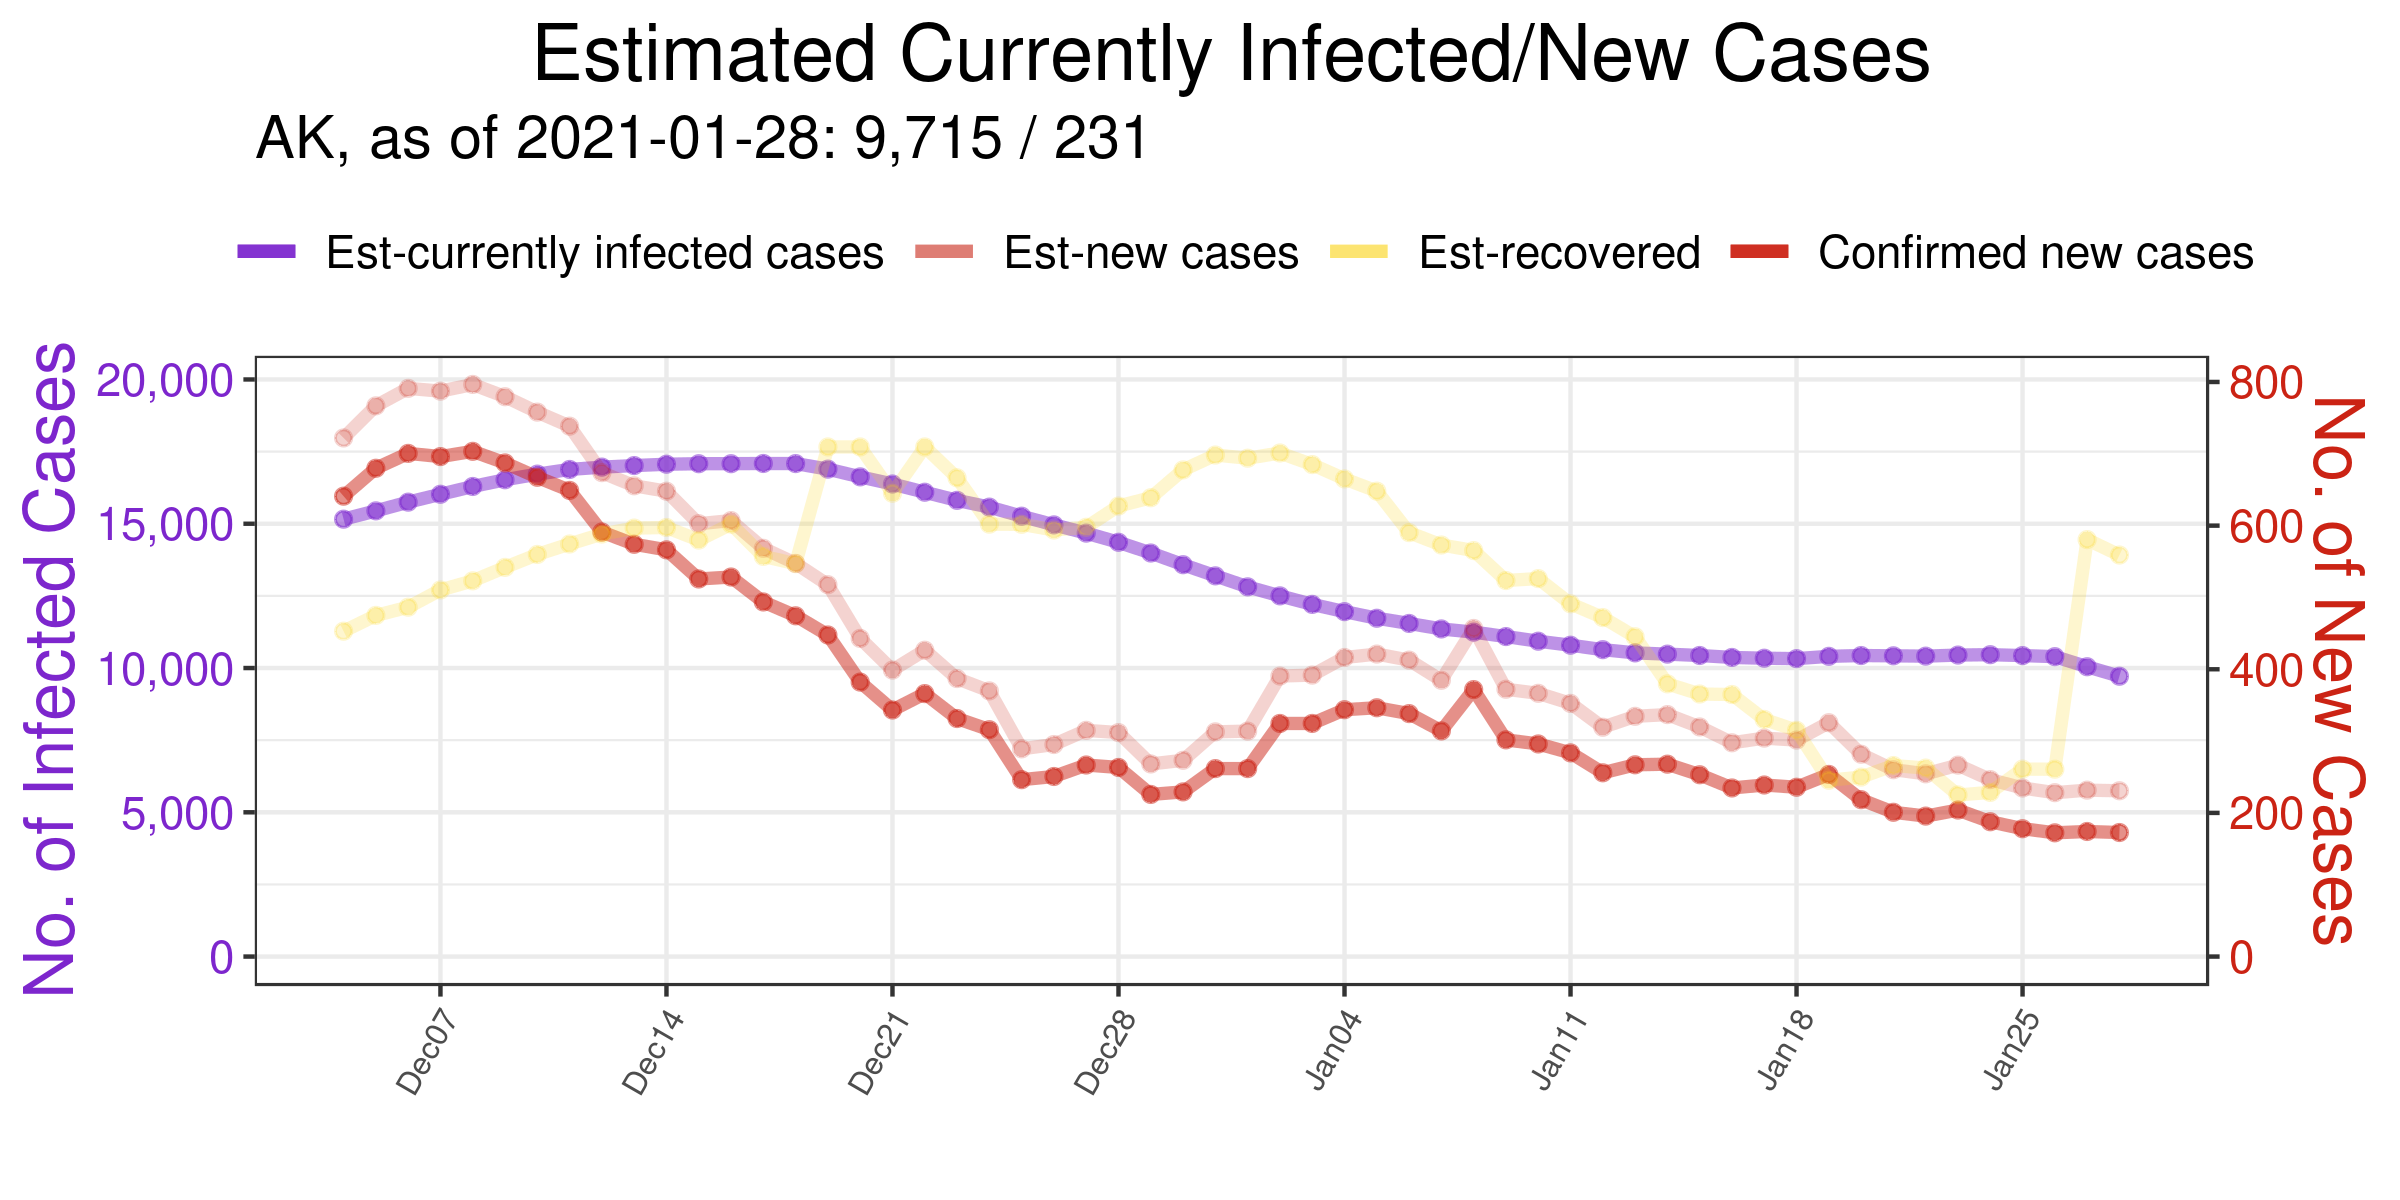 Estimated Currently Infected/New Cases
AK, as of 2021-01-28: 9,715 / 231
Est-currently infected cases Est-new cases Est-recovered Confirmed new cases
No. of Infected Cases
20,000
15,000
10,000
5,000
0
800
600
400
200
0
No. of New Cases
Dec07 Dec14 Dec21 Dec28 Jan04 Jan11 Jan18 Jan25